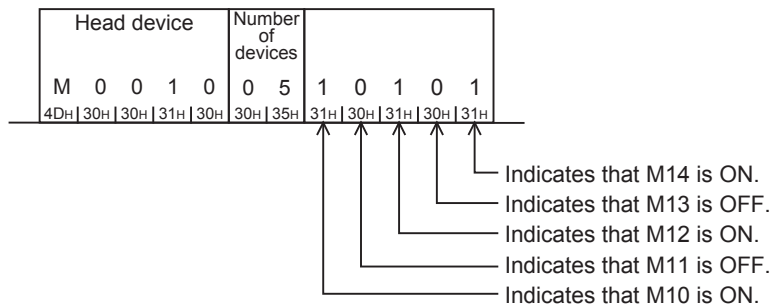 Head device
Number
of
devices
M 0 0 1 0 0 5 1 0 1 0 1
4DH 30H 30H 31H 30H 30H 35H 31H 30H 31H 30H 31H
Indicates that M14 is ON.
Indicates that M13 is OFF.
Indicates that M12 is ON.
Indicates that M11 is OFF.
Indicates that M10 is ON.